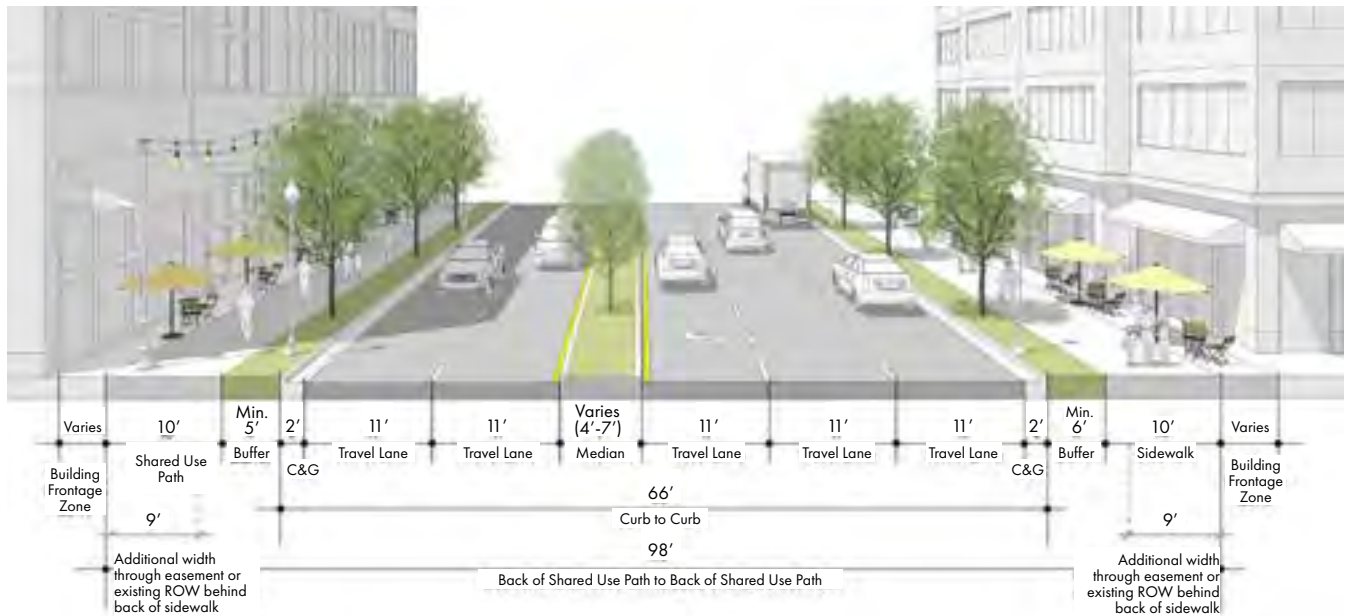 Varies
10’
Min.
5’
2’
11’
11’
Varies
(4’-7’)
11’
11’
11’
2’
Min.
6’
10’
Varies
Building
Frontage
Zone
Shared Use
Path
Buffer
C&G
Travel Lane
Travel Lane
Median
Travel Lane
Travel Lane
Travel Lane
C&G
Buffer
Sidewalk
Building
Frontage
Zone
66’
Curb to Curb
9’
9’
98’
Back of Shared Use Path to Back of Shared Use Path
Additional width
through easement or
existing ROW behind
back of sidewalk
Additional width
through easement or
existing ROW behind
back of sidewalk